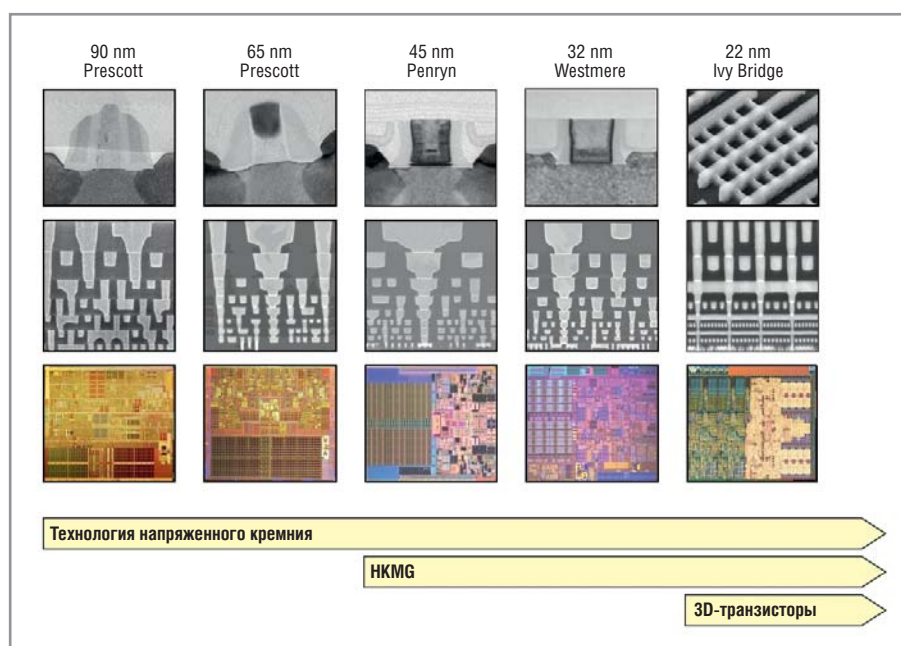 90 nm
Prescott
65 nm
Prescott
45 nm
Penryn
32 nm
Westmere
22 nm
Ivy Bridge
Технология напряженного кремния
HKMG
3D-транзисторы